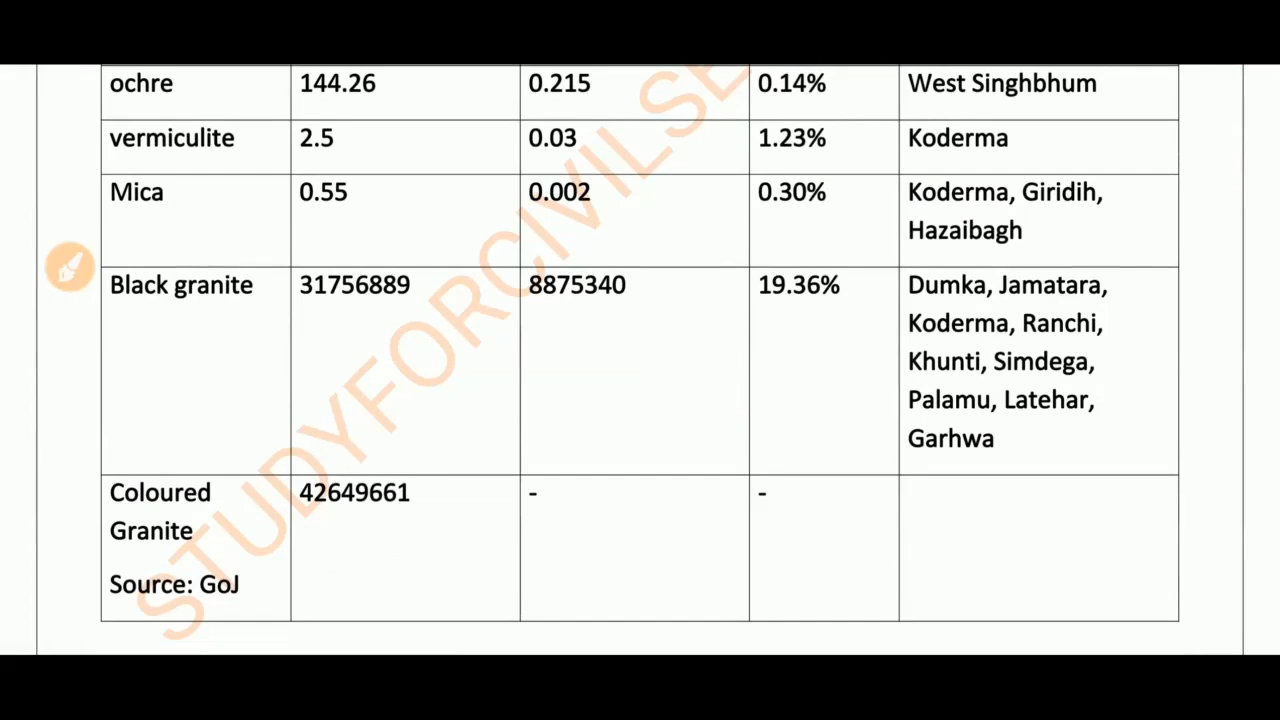 ochre 144.26 0.215 0.14% West Singhbhum
vermiculite 2.5 0.03 1.23% Koderma
Mica 0.55 0.002 0.30% Koderma, Giridih,
Hazaibagh
Black granite 31756889 8875340 19.36% Dumka, Jamatara,
Koderma, Ranchi,
Khunti, Simdega,
Palamu, Latehar,
Garhwa
Coloured 42649661 - -
Granite
Source: GoJ
STUDYFORCIVILSE